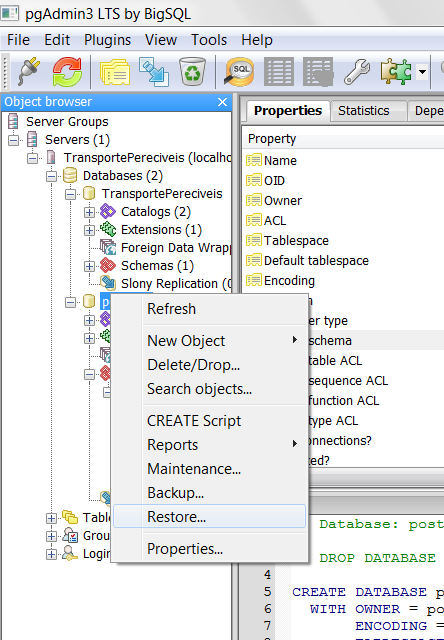 pgAdmin3 LTS by BigSQL
File Edit Plugins View Tools Help
SQL
Object browser
Server Groups
Servers (1)
TransportePereciveis (localho
Databases (2)
TransportePereciveis
Catalogs (2)
Extensions (1)
Foreign Data Wrapp
Schemas (1)
Slony Replication (0
p
Table
Grou
Login
Refresh
New Object
Delete/Drop...
Search objects...
CREATE Script
Reports
Maintenance...
Backup...
Restore...
Properties...
Properties Statistics Depe
Property
Name
OID
Owner
ACL
Tablespace
Default tablespace
Encoding
n
er type
schema
table ACL
sequence ACL
function ACL
type ACL
onnections?
ed?
Database: post
DROP DATABASE
4
5 CREATE DATABASE p
6 WITH OWNER = po
7 ENCODING =
8